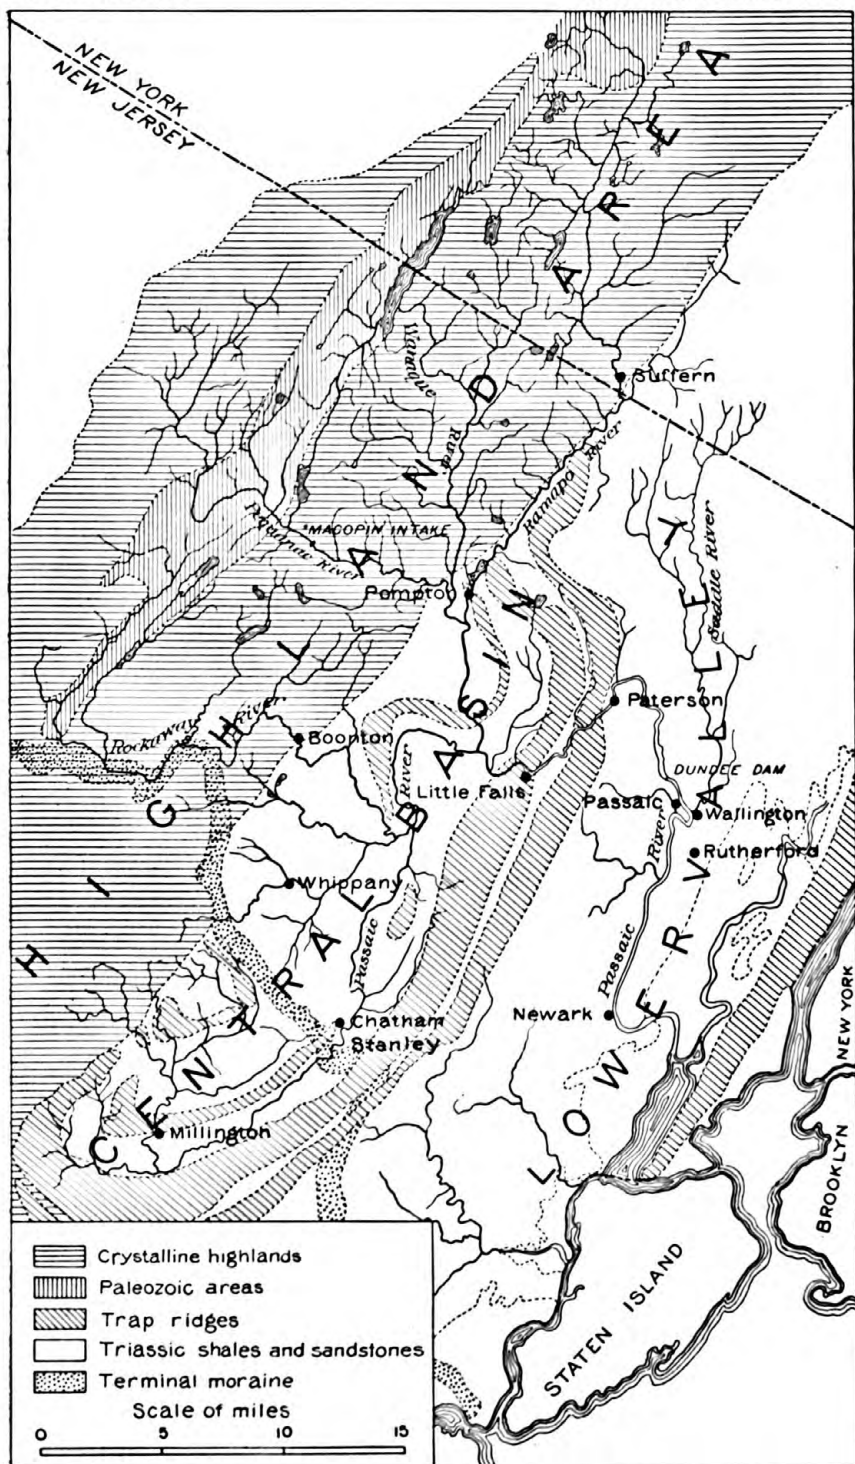 NEW YORK
NEW JERSEY
HIGHLAND AREA
CENTRAL BASIN
LOWER VALLEY
Wanaque
River
Suffern
Ramapo River
MACOPIN INTAKE
Pequannac River
Pompton
Saddle River
Paterson
Rockaway
River
Boonton
River
Little Falls
DUNDEE DAM
Passaic
Wallington
River
Rutherford
Whippany
Passaic
Passaic
Newark
Chatham
Stanley
Millington
NEW YORK
BROOKLYN
STATEN ISLAND
Crystalline highlands
Paleozoic areas
Trap ridges
Triassic shales and sandstones
Terminal moraine
Scale of miles
0 5 10 15